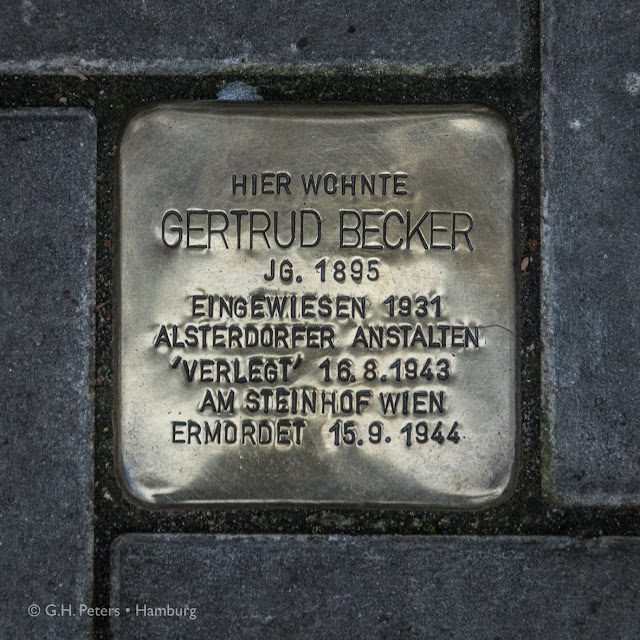 HIER WOHNTE
GERTRUD BECKER
JG. 1895
EINGEWIESEN 1931
ALSTERDORFER ANSTALTEN
'VERLEGT' 16.8.1943
AM STEINHOF WIEN
ERMORDET 15.9.1944
© G.H. Peters • Hamburg